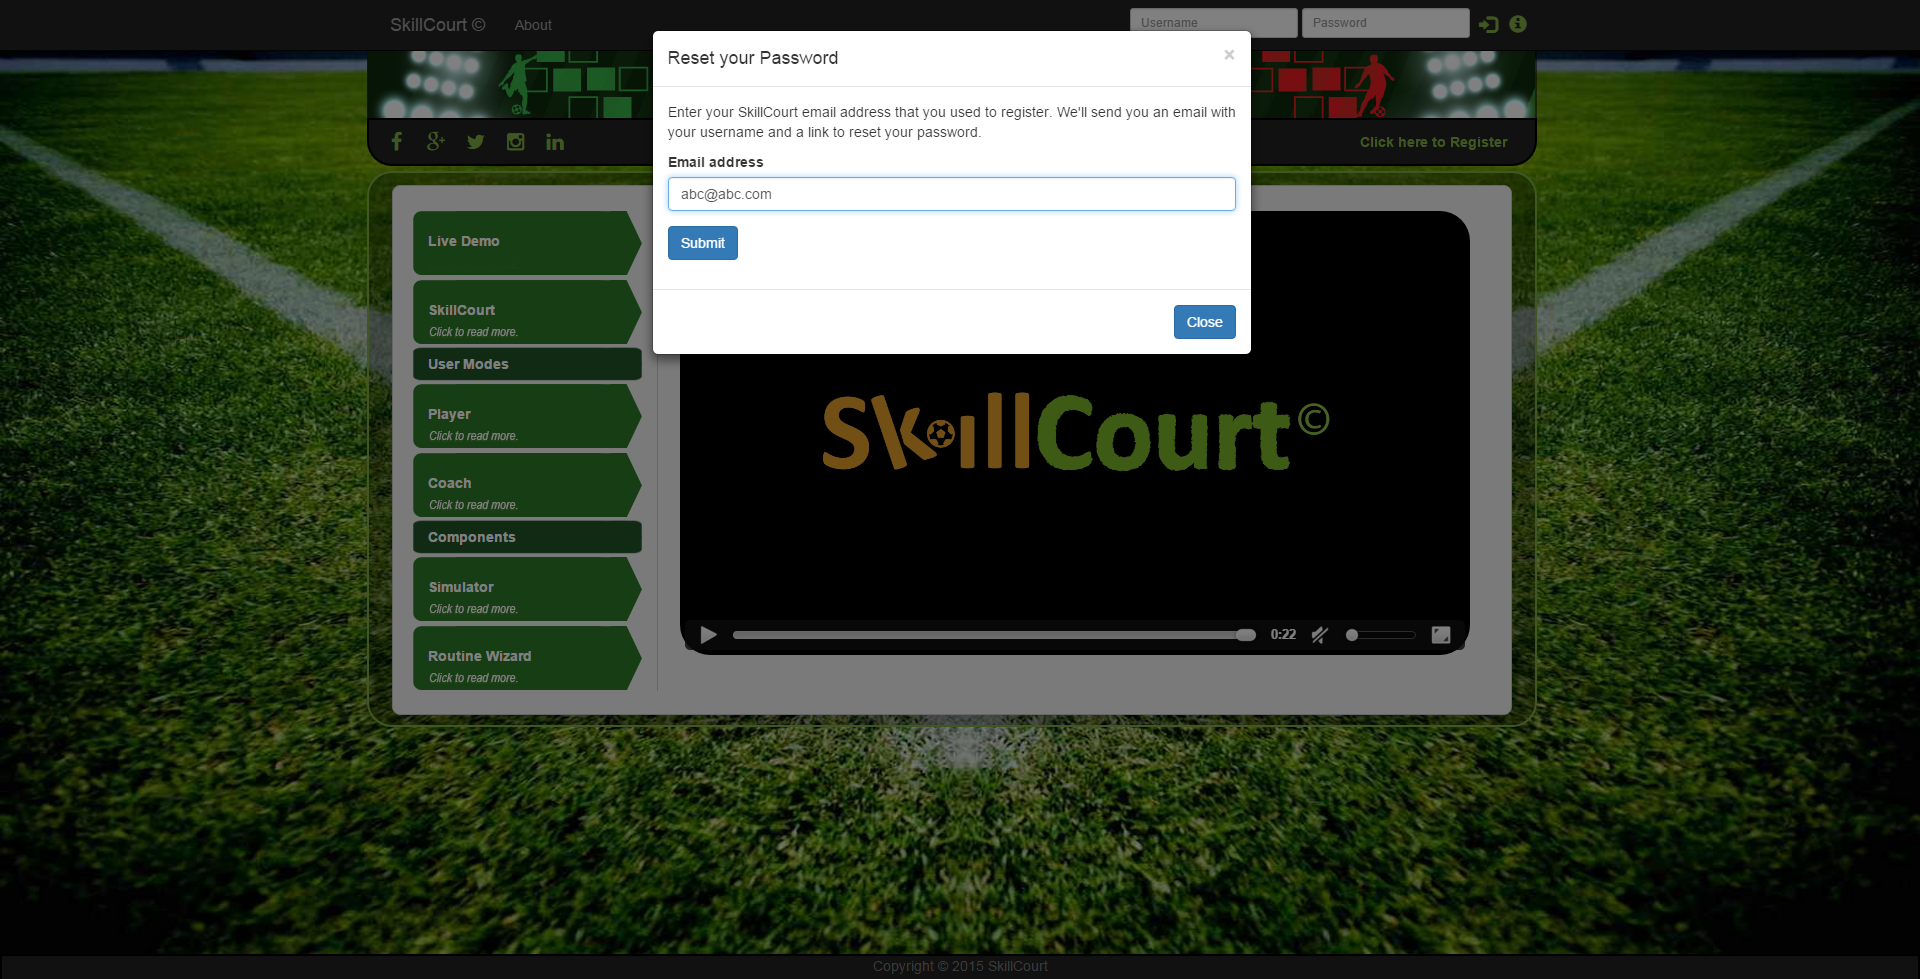 SkillCourt ©
About
Username
Password
Reset your Password
×
Enter your SkillCourt email address that you used to register. We'll send you an email with
your username and a link to reset your password.
Email address
abc@abc.com
Submit
Close
Click here to Register
Live Demo
SkillCourt
Click to read more.
User Modes
Player
Click to read more.
Coach
Click to read more.
Components
Simulator
Click to read more.
Routine Wizard
Click to read more.
SkillCourt©
0:22
Copyright © 2015 SkillCourt